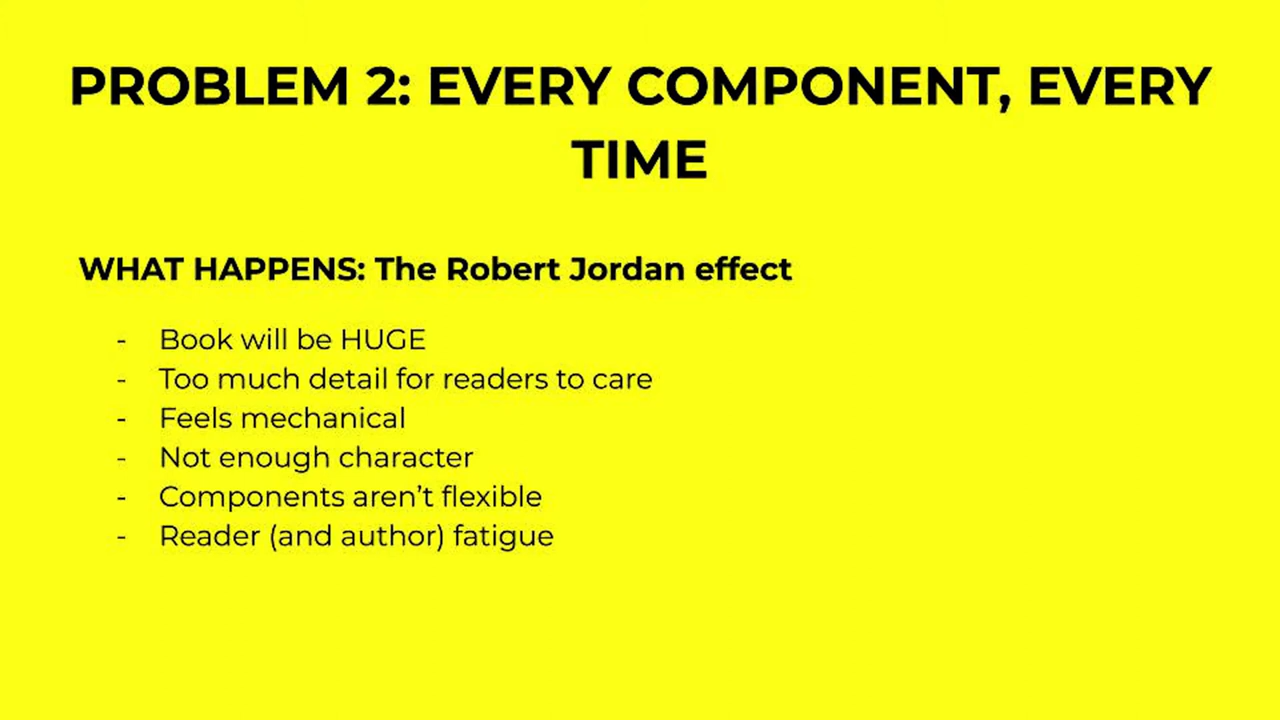 PROBLEM 2: EVERY COMPONENT, EVERY
TIME
WHAT HAPPENS: The Robert Jordan effect
- Book will be HUGE
- Too much detail for readers to care
- Feels mechanical
- Not enough character
- Components aren’t flexible
- Reader (and author) fatigue